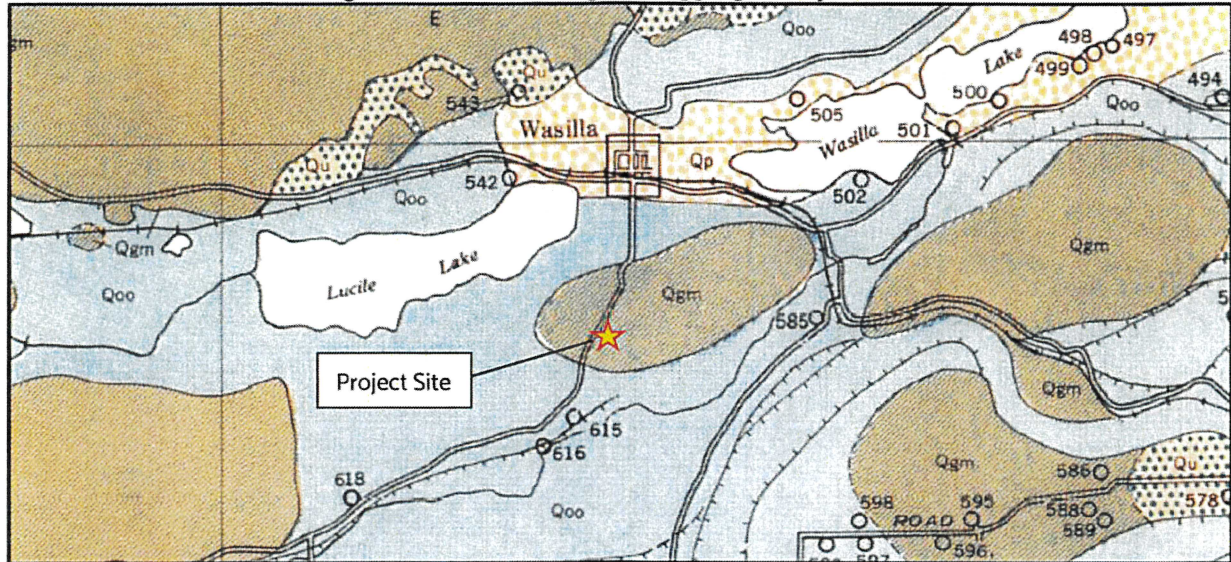 E
Qgm
Qu
Qoo
498
497
499
Lake
494
543
505
500
Qoo
Wasilla
501
Wasilla
Qu
Qp
542
502
Qoo
Qgm
Lake
Qgm
Qoo
Lucile
Qgm
585
Project Site
Qgm
615
616
Qgm
586
Qu
618
598
595
588
578
Qoo
ROAD
589
596
597